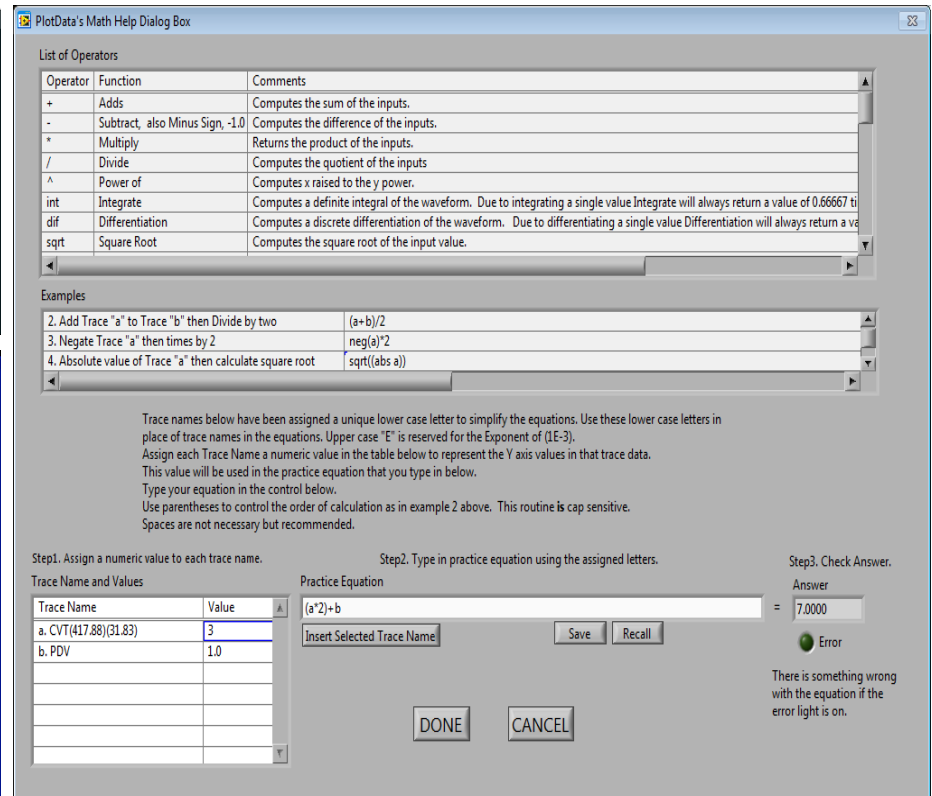 PlotData's Math Help Dialog Box
List of Operators
Operator Function Comments
+ Adds Computes the sum of the inputs.
- Subtract, also Minus Sign, -1.0 Computes the difference of the inputs.
* Multiply Returns the product of the inputs.
/ Divide Computes the quotient of the inputs
^ Power of Computes x raised to the y power.
int Integrate Computes a definite integral of the waveform. Due to integrating a single value Integrate will always return a value of 0.66667 ti
dif Differentiation Computes a discrete differentiation of the waveform. Due to differentiating a single value Differentiation will always return a va
sqrt Square Root Computes the square root of the input value.
Examples
2. Add Trace "a" to Trace "b" then Divide by two (a+b)/2
3. Negate Trace "a" then times by 2 neg(a)*2
4. Absolute value of Trace "a" then calculate square root sqrt((abs a))
Trace names below have been assigned a unique lower case letter to simplify the equations. Use these lower case letters in
place of trace names in the equations. Upper case "E" is reserved for the Exponent of (1E-3).
Assign each Trace Name a numeric value in the table below to represent the Y axis values in that trace data.
This value will be used in the practice equation that you type in below.
Type your equation in the control below.
Use parentheses to control the order of calculation as in example 2 above. This routine is cap sensitive.
Spaces are not necessary but recommended.
Step1. Assign a numeric value to each trace name.
Trace Name and Values
Trace Name Value
a. CVT(417.88)(31.83) 3
b. PDV 1.0
Step2. Type in practice equation using the assigned letters.
Practice Equation
(a*2)+b
Insert Selected Trace Name Save Recall
DONE CANCEL
Step3. Check Answer.
Answer
= 7.0000
Error
There is something wrong
with the equation if the
error light is on.